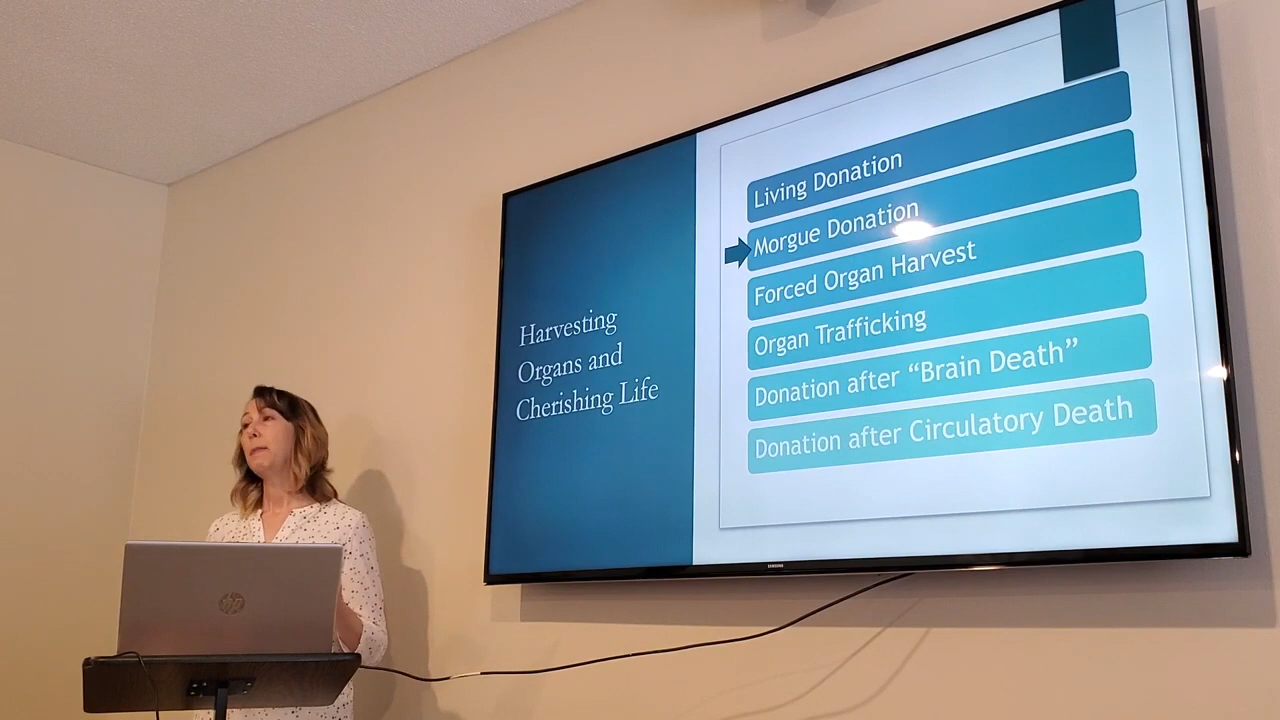 Harvesting
Organs and
Cherishing Life
Living Donation
Morgue Donation
Forced Organ Harvest
Organ Trafficking
Donation after “Brain Death”
Donation after Circulatory Death
SAMSUNG
hp